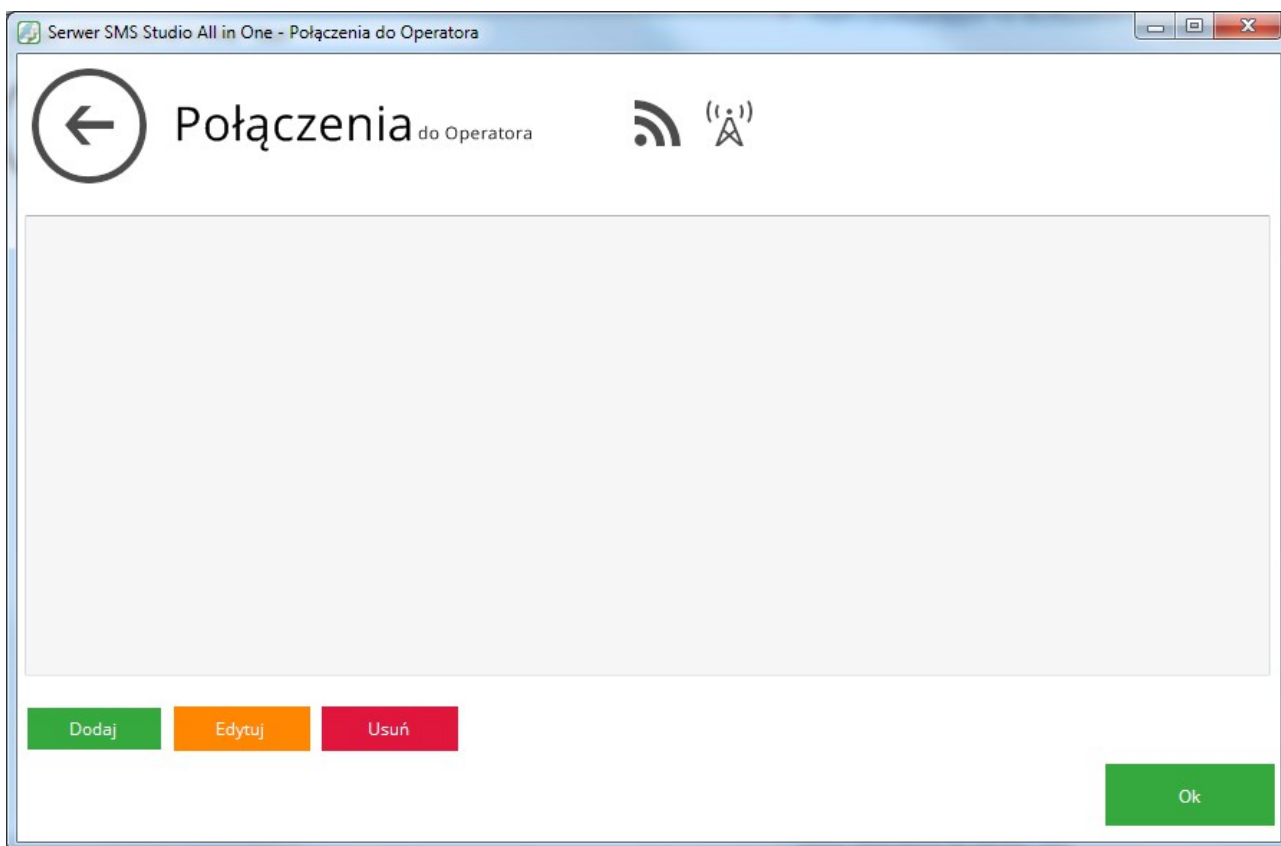 Serwer SMS Studio All in One - Połączenia do Operatora
Połączenia do Operatora
Dodaj Edytuj Usuń
Ok